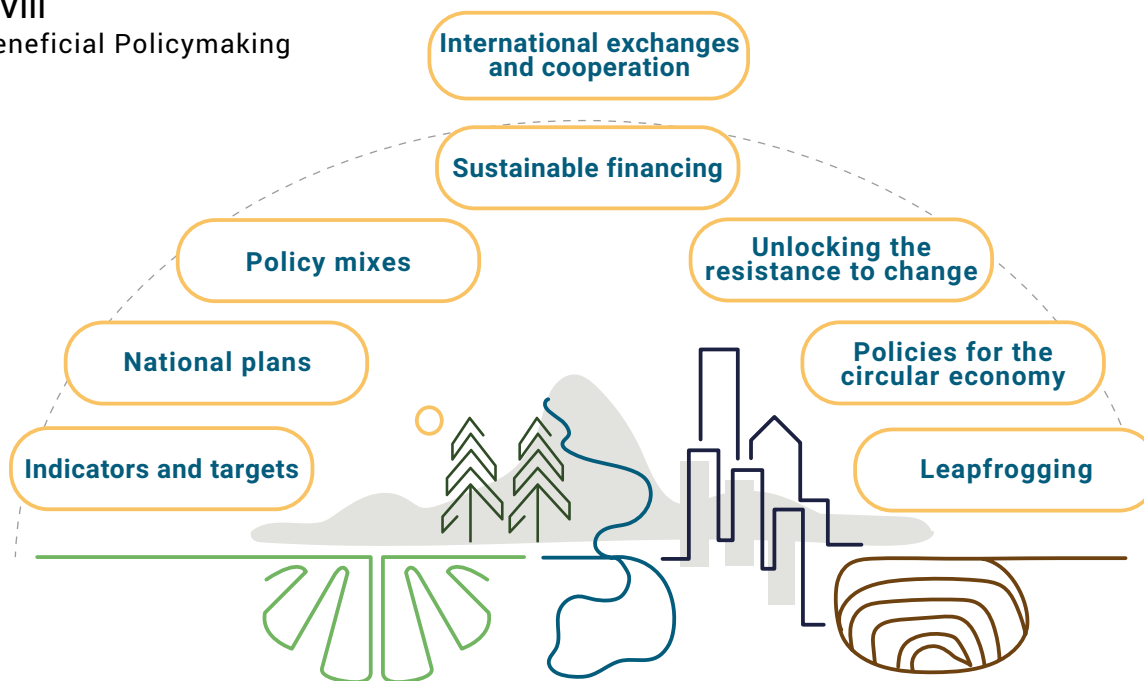 eneficial Policymaking
International exchanges
and cooperation
Sustainable financing
Policy mixes
Unlocking the
resistance to change
National plans
Policies for the
circular economy
Indicators and targets
Leapfrogging